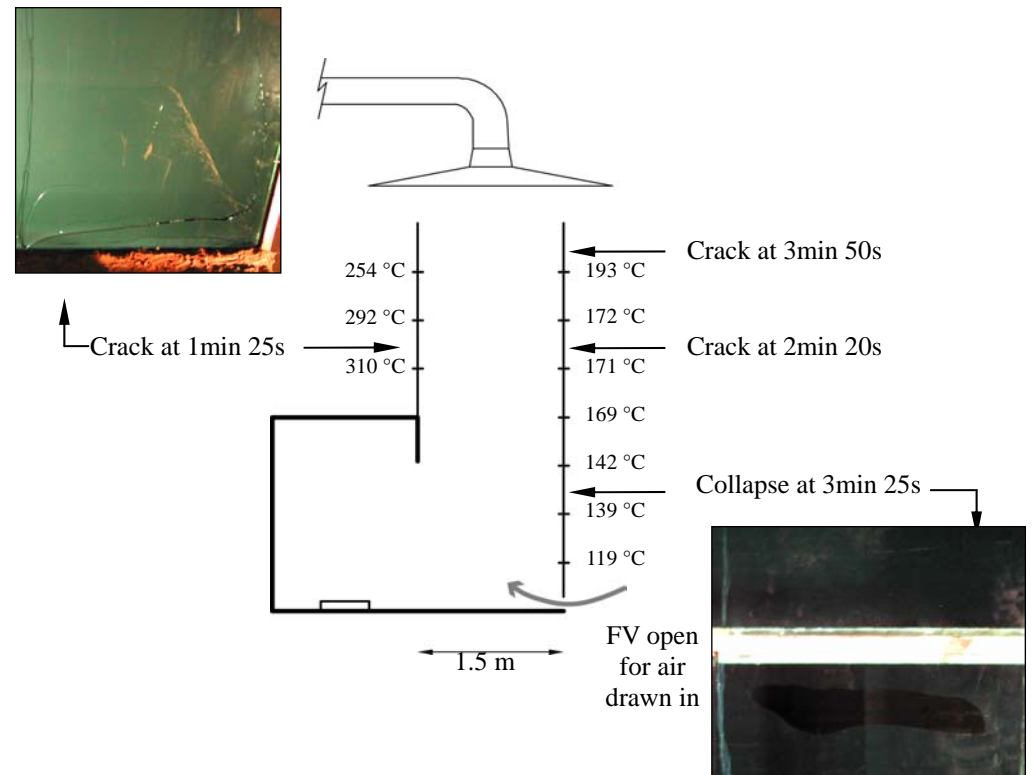 Crack at 3min 50s
254 °C
193 °C
292 °C
172 °C
Crack at 1min 25s
Crack at 2min 20s
310 °C
171 °C
169 °C
142 °C
Collapse at 3min 25s
139 °C
119 °C
FV open
for air
drawn in
1.5 m